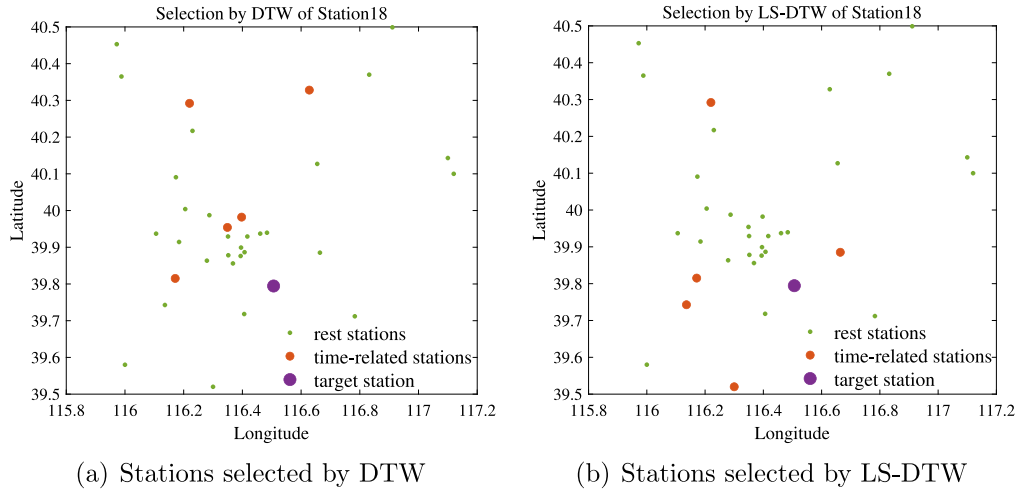 Selection by DTW of Station18
40.5
40.4
40.3
40.2
40.1
40
39.9
39.8
39.7
39.6
39.5
Latitude
115.8 116 116.2 116.4 116.6 116.8 117 117.2
Longitude
rest stations
time-related stations
target station
(a) Stations selected by DTW
Selection by LS-DTW of Station18
40.5
40.4
40.3
40.2
40.1
40
39.9
39.8
39.7
39.6
39.5
Latitude
115.8 116 116.2 116.4 116.6 116.8 117 117.2
Longitude
rest stations
time-related stations
target station
(b) Stations selected by LS-DTW